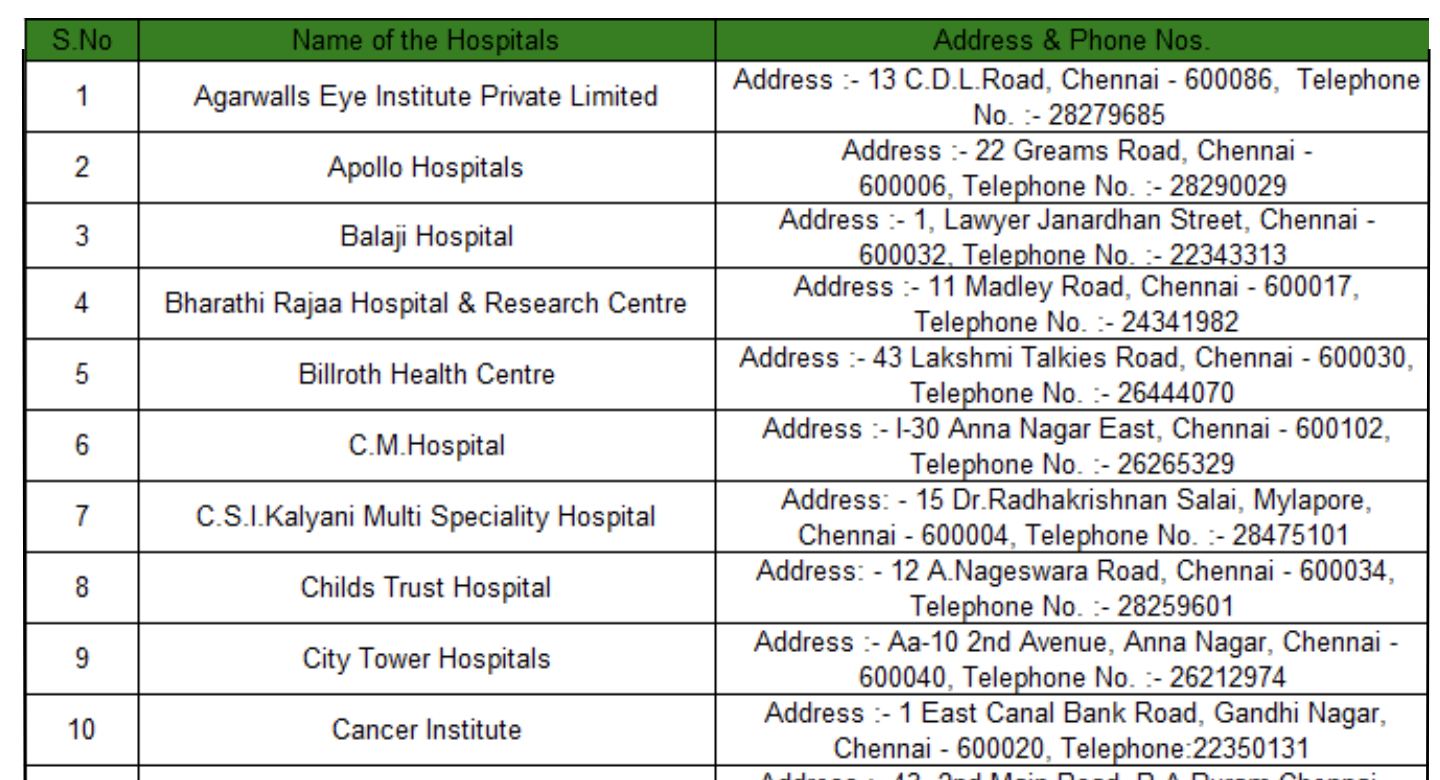 S.No Name of the Hospitals Address & Phone Nos.
1 Agarwalls Eye Institute Private Limited Address :- 13 C.D.L.Road, Chennai - 600086, Telephone
No. :- 28279685
2 Apollo Hospitals Address :- 22 Greams Road, Chennai -
600006, Telephone No. :- 28290029
3 Balaji Hospital Address :- 1, Lawyer Janardhan Street, Chennai -
600032, Telephone No. :- 22343313
4 Bharathi Rajaa Hospital & Research Centre Address :- 11 Madley Road, Chennai - 600017,
Telephone No. :- 24341982
5 Billroth Health Centre Address :- 43 Lakshmi Talkies Road, Chennai - 600030,
Telephone No. :- 26444070
6 C.M.Hospital Address :- I-30 Anna Nagar East, Chennai - 600102,
Telephone No. :- 26265329
7 C.S.I.Kalyani Multi Speciality Hospital Address: - 15 Dr.Radhakrishnan Salai, Mylapore,
Chennai - 600004, Telephone No. :- 28475101
8 Childs Trust Hospital Address: - 12 A.Nageswara Road, Chennai - 600034,
Telephone No. :- 28259601
9 City Tower Hospitals Address :- Aa-10 2nd Avenue, Anna Nagar, Chennai -
600040, Telephone No. :- 26212974
10 Cancer Institute Address :- 1 East Canal Bank Road, Gandhi Nagar,
Chennai - 600020, Telephone:22350131